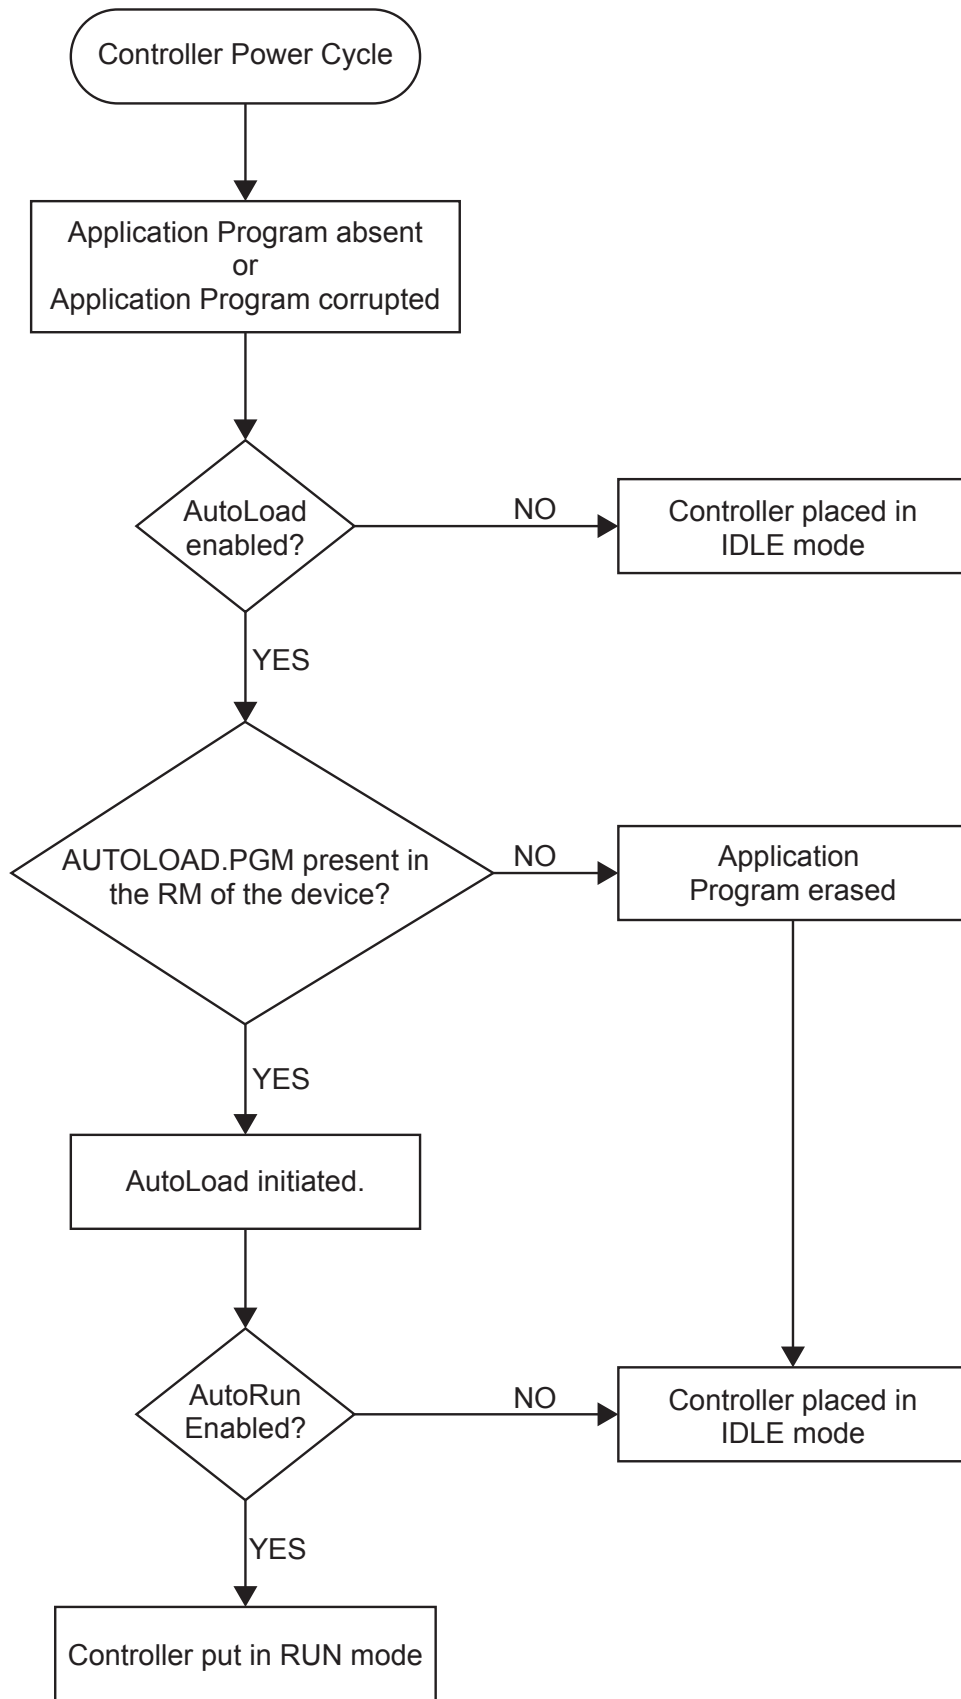 Controller Power Cycle
Application Program absent
or
Application Program corrupted
AutoLoad
enabled?
NO
Controller placed in
IDLE mode
YES
AUTOLOAD.PGM present in
the RM of the device?
NO
Application
Program erased
YES
AutoLoad initiated.
AutoRun
Enabled?
NO
Controller placed in
IDLE mode
YES
Controller put in RUN mode